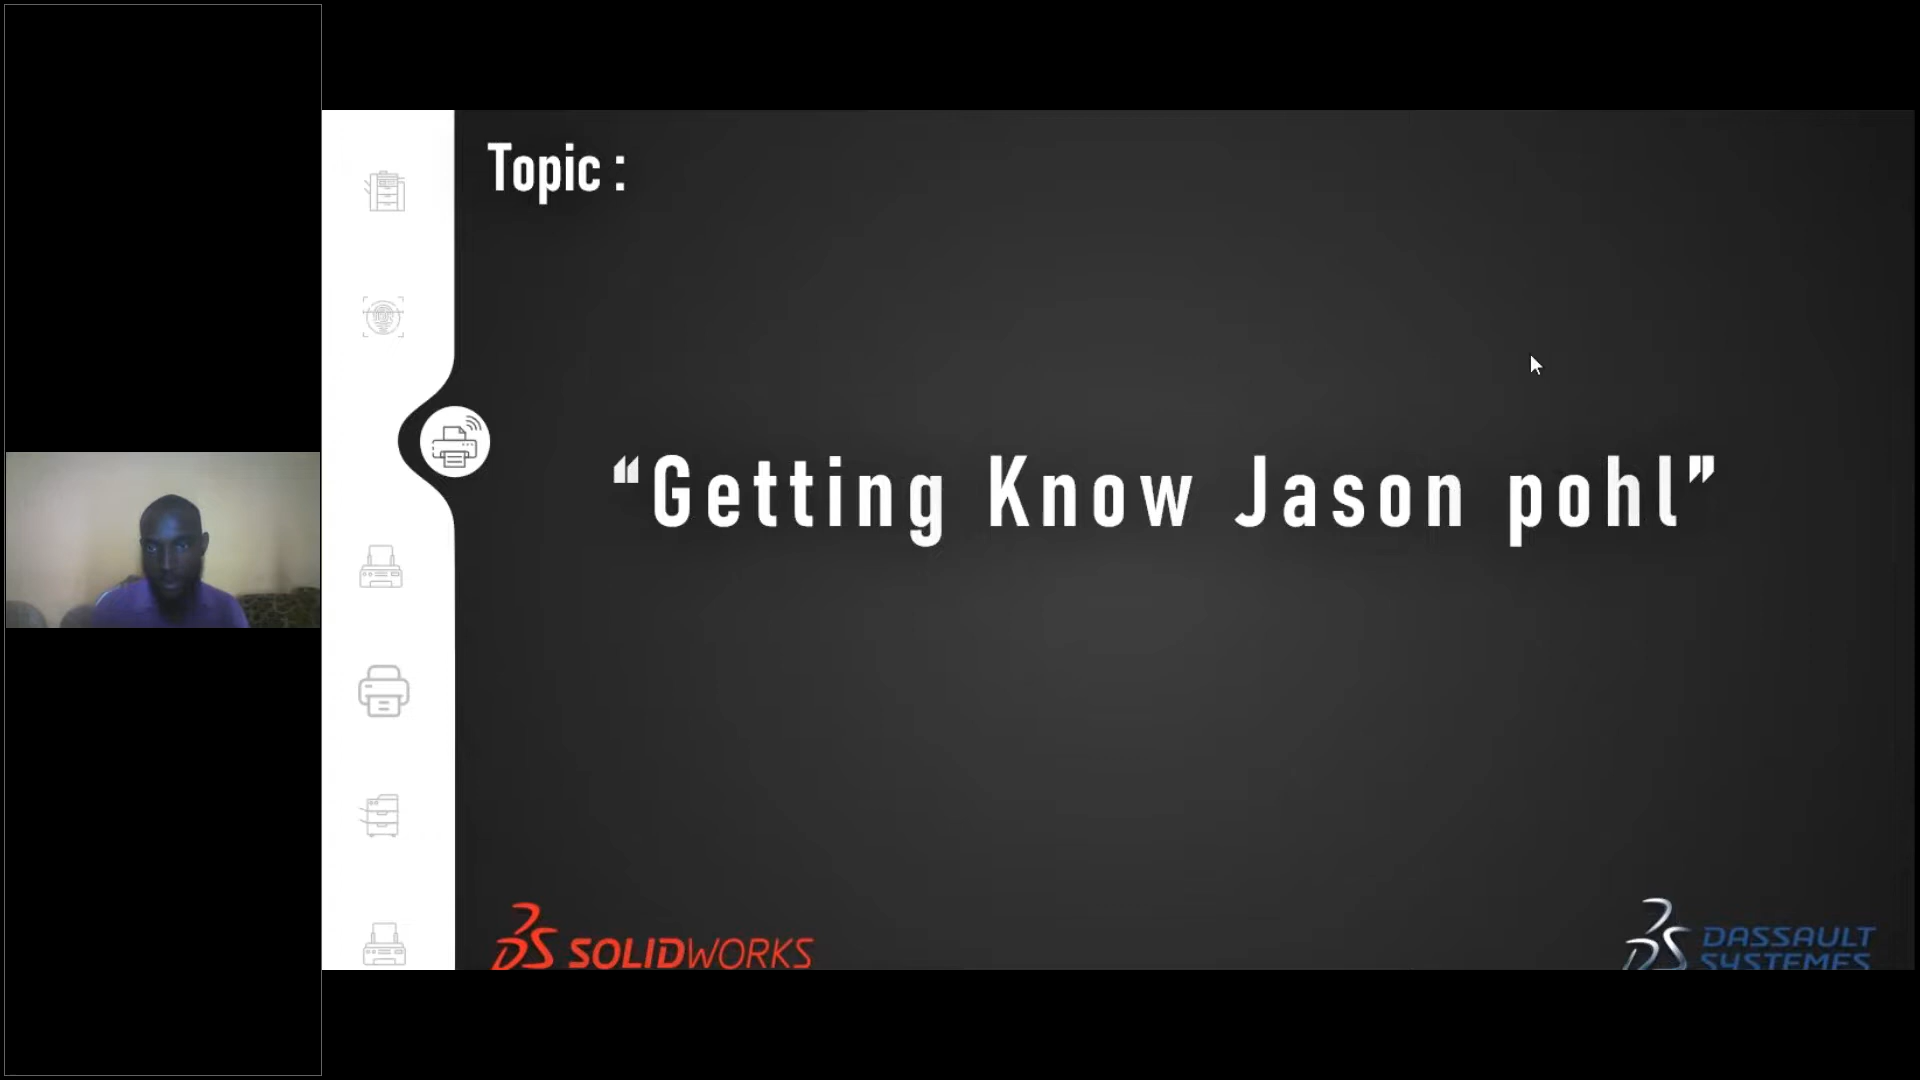 Topic :
“Getting Know Jason pohl”
SOLIDWORKS
DASSAULT
SYSTEMES